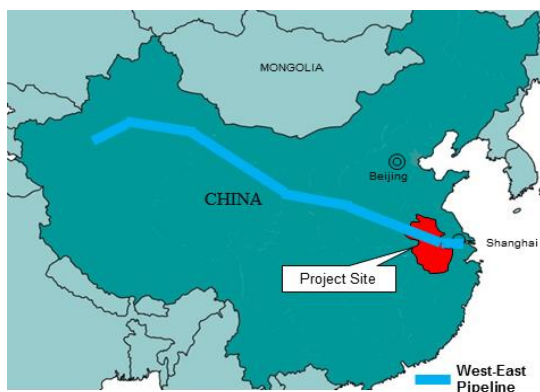 MONGOLIA
Beijing
CHINA
Shanghai
Project Site
West-East
Pipeline